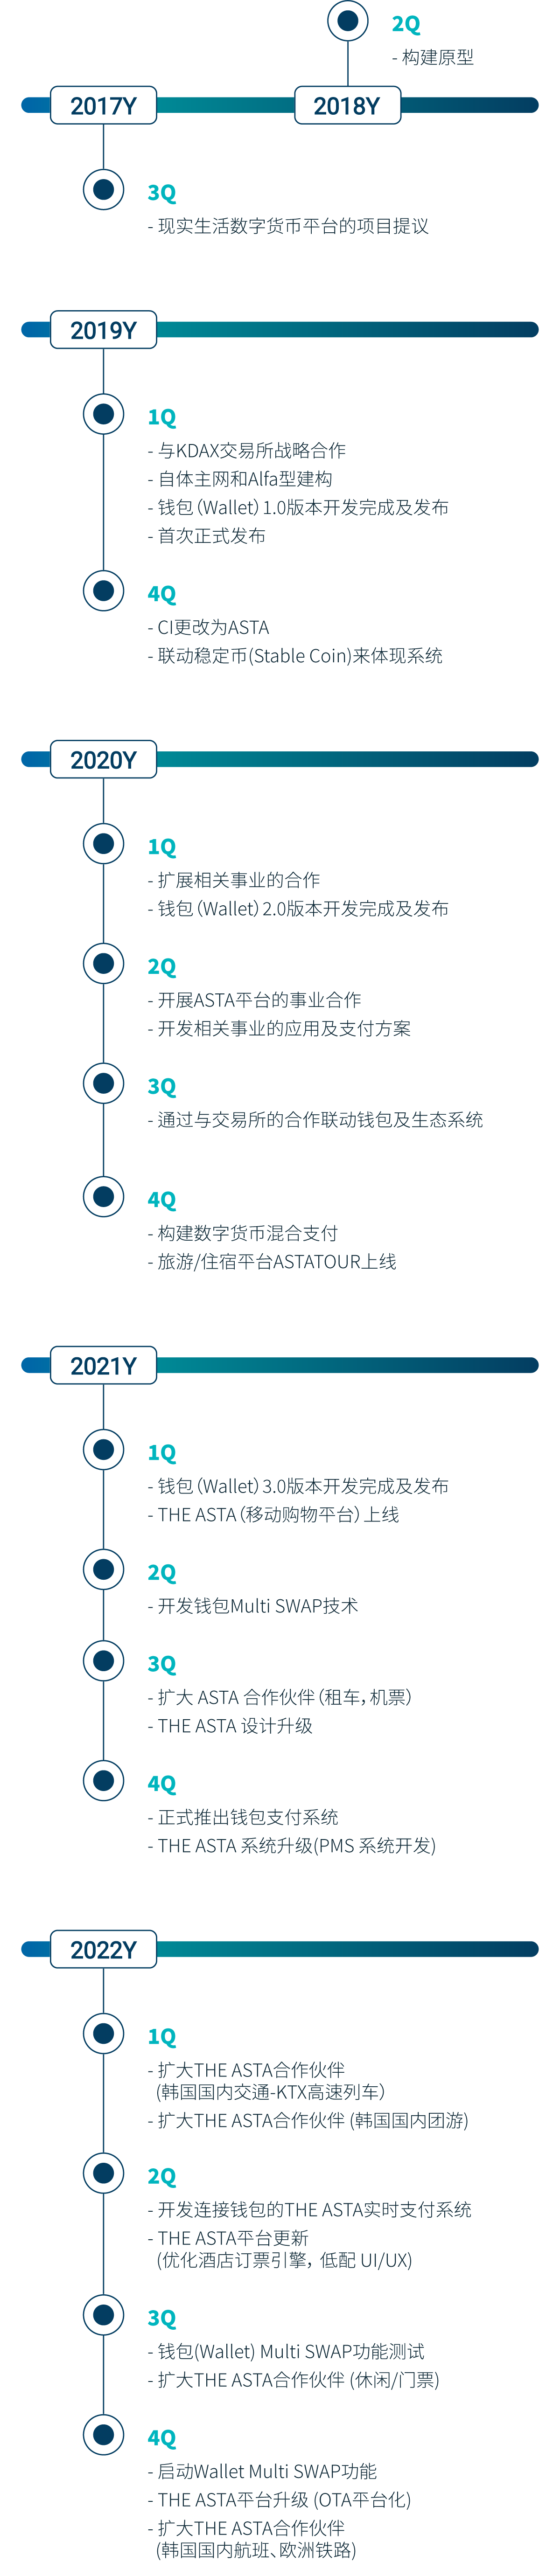 2Q
- 构建原型
2017Y
2018Y
3Q
- 现实生活数字货币平台的项目提议
2019Y
1Q
- 与KDAX交易所战略合作
- 自体主网和Alfa型建构
- 钱包（Wallet）1.0版本开发完成及发布
- 首次正式发布
4Q
- CI更改为ASTA
- 联动稳定币(Stable Coin)来体现系统
2020Y
1Q
- 扩展相关事业的合作
- 钱包（Wallet）2.0版本开发完成及发布
2Q
- 开展ASTA平台的事业合作
- 开发相关事业的应用及支付方案
3Q
- 通过与交易所的合作联动钱包及生态系统
4Q
- 构建数字货币混合支付
- 旅游/住宿平台ASTATOUR上线
2021Y
1Q
- 钱包（Wallet）3.0版本开发完成及发布
- THE ASTA（移动购物平台）上线
2Q
- 开发钱包Multi SWAP技术
3Q
- 扩大 ASTA 合作伙伴（租车，机票）
- THE ASTA 设计升级
4Q
- 正式推出钱包支付系统
- THE ASTA 系统升级(PMS 系统开发)
2022Y
1Q
- 扩大THE ASTA合作伙伴
(韩国国内交通-KTX高速列车）
- 扩大THE ASTA合作伙伴 (韩国国内团游)
2Q
- 开发连接钱包的THE ASTA实时支付系统
- THE ASTA平台更新
(优化酒店订票引擎，低配 UI/UX)
3Q
- 钱包(Wallet) Multi SWAP功能测试
- 扩大THE ASTA合作伙伴 (休闲/门票)
4Q
- 启动Wallet Multi SWAP功能
- THE ASTA平台升级 (OTA平台化)
- 扩大THE ASTA合作伙伴
(韩国国内航班、欧洲铁路)